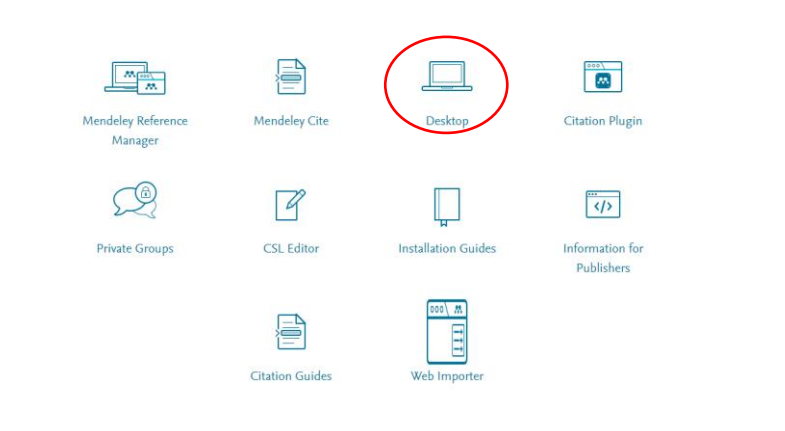 Mendeley Reference
Manager
Mendeley Cite
Desktop
Citation Plugin
Private Groups
CSL Editor
Installation Guides
Information for
Publishers
Citation Guides
Web Importer